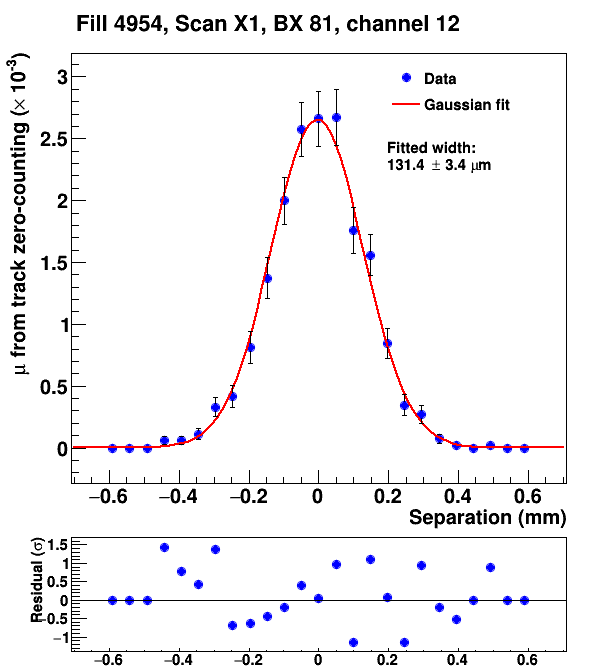 Fill 4954, Scan X1, BX 81, channel 12
μ from track zero-counting (× 10⁻³)
3
2.5
2
1.5
1
0.5
0
Data
Gaussian fit
Fitted width:
131.4 ± 3.4 μm
−0.6 −0.4 −0.2 0 0.2 0.4 0.6
Separation (mm)
Residual (σ)
1.5
1
0.5
0
−0.5
−1
−0.6 −0.4 −0.2 0 0.2 0.4 0.6